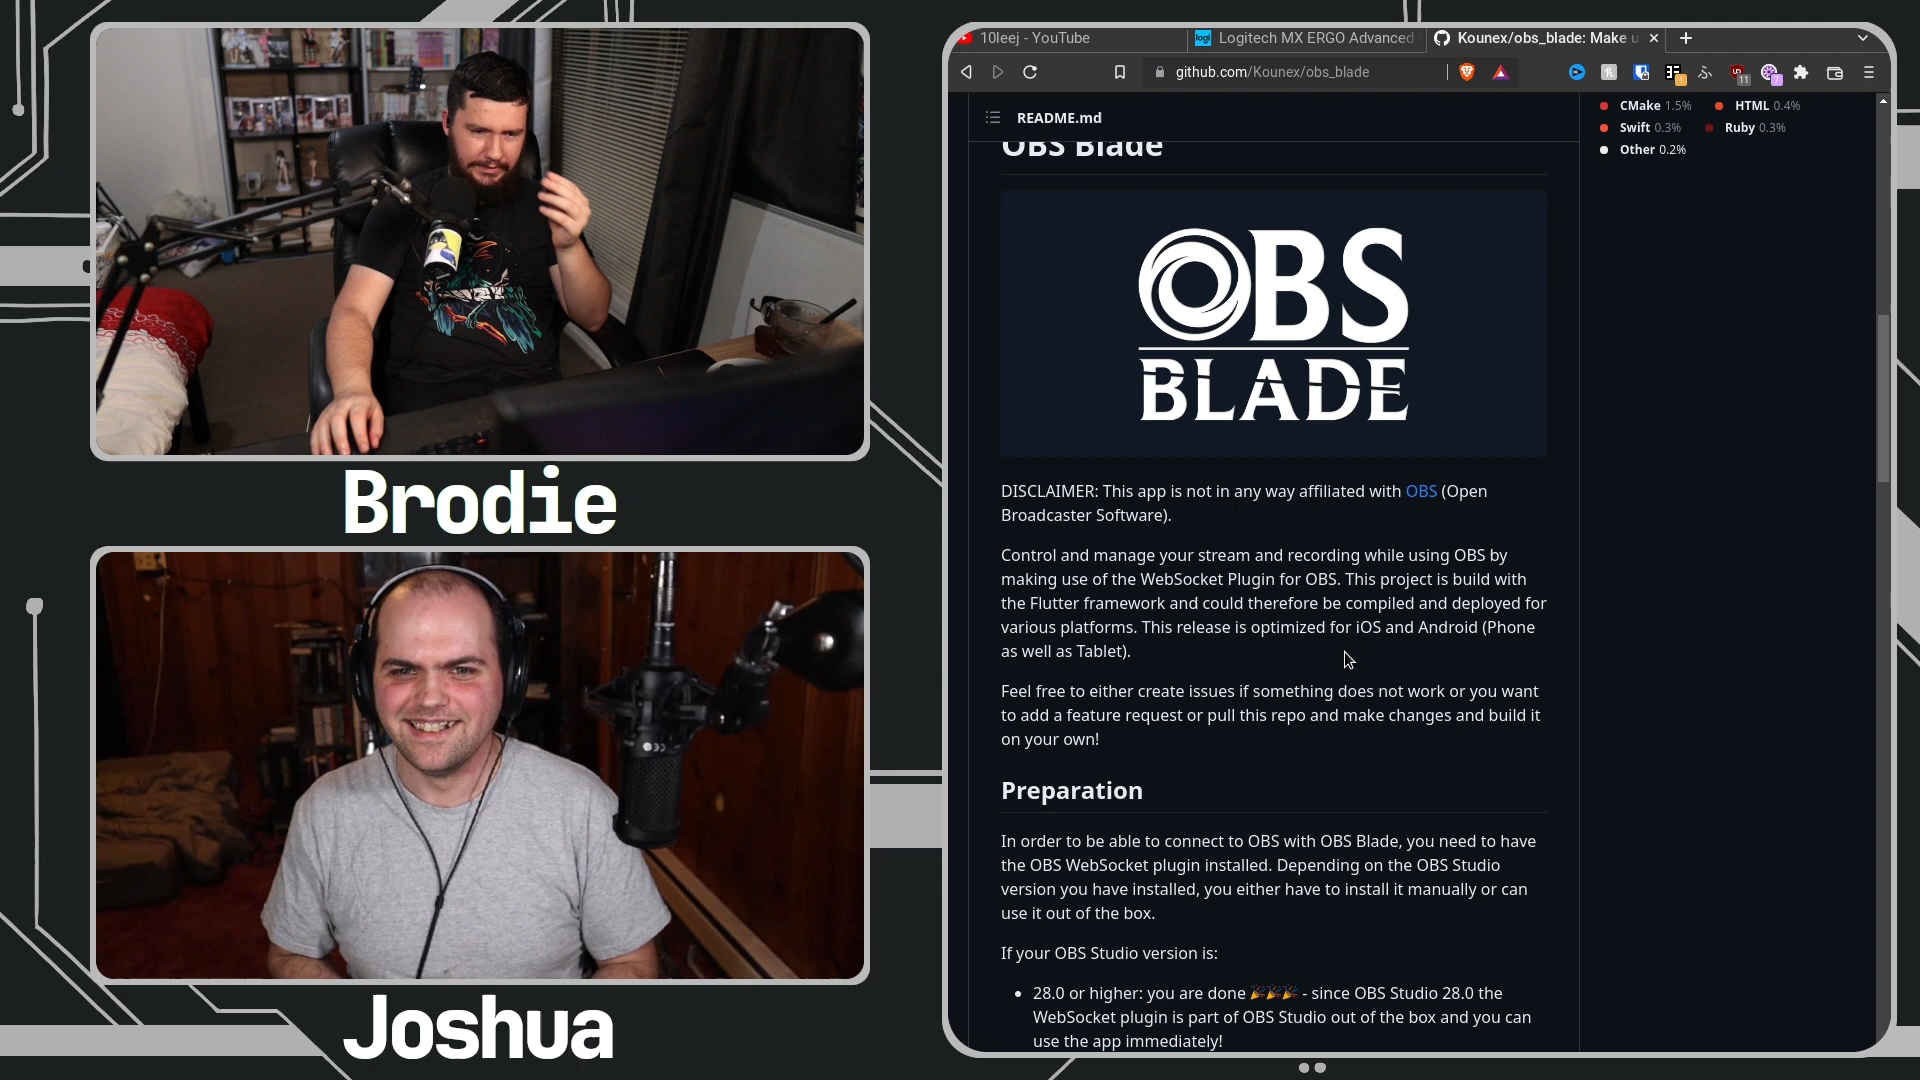 Brodie
Joshua
10leej - YouTube
Logitech MX ERGO Advanced
Kounex/obs_blade: Make u
github.com/Kounex/obs_blade
11
7
README.md
CMake 1.5%
HTML 0.4%
Swift 0.3%
Ruby 0.3%
Other 0.2%
OBS Blade
OBS
BLADE
DISCLAIMER: This app is not in any way affiliated with OBS (Open
Broadcaster Software).
Control and manage your stream and recording while using OBS by
making use of the WebSocket Plugin for OBS. This project is build with
the Flutter framework and could therefore be compiled and deployed for
various platforms. This release is optimized for iOS and Android (Phone
as well as Tablet).
Feel free to either create issues if something does not work or you want
to add a feature request or pull this repo and make changes and build it
on your own!
Preparation
In order to be able to connect to OBS with OBS Blade, you need to have
the OBS WebSocket plugin installed. Depending on the OBS Studio
version you have installed, you either have to install it manually or can
use it out of the box.
If your OBS Studio version is:
• 28.0 or higher: you are done 🎉🎉🎉 - since OBS Studio 28.0 the
WebSocket plugin is part of OBS Studio out of the box and you can
use the app immediately!